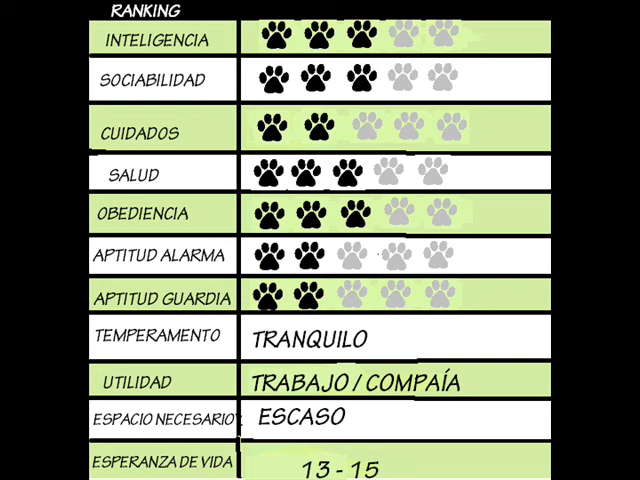 RANKING
INTELIGENCIA
SOCIABILIDAD
CUIDADOS
SALUD
OBEDIENCIA
APTITUD ALARMA
APTITUD GUARDIA
TEMPERAMENTO TRANQUILO
UTILIDAD TRABAJO / COMPAÍA
ESPACIO NECESARIO ESCASO
ESPERANZA DE VIDA 13 - 15